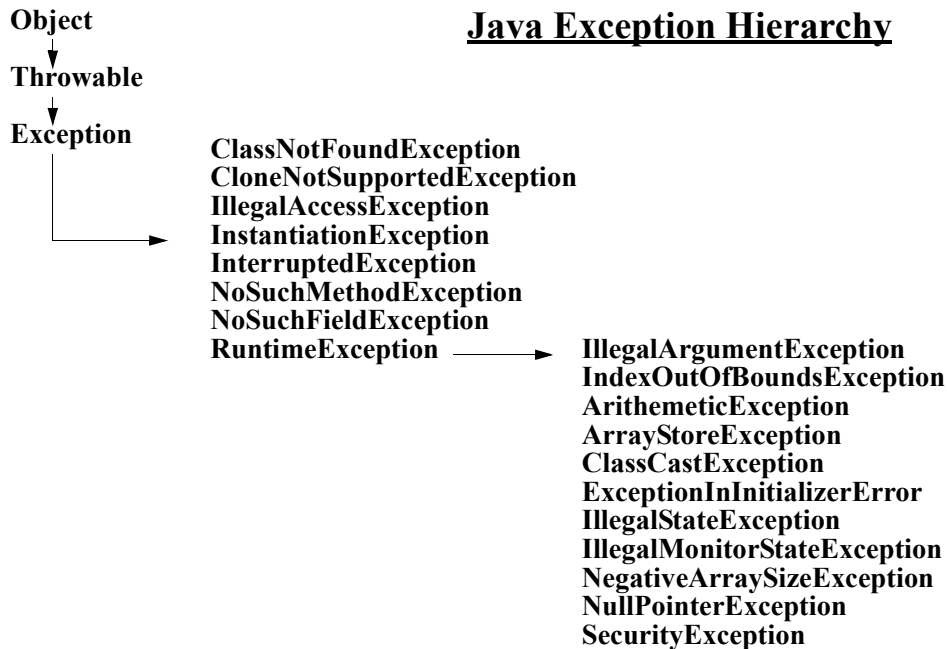 Object
Java Exception Hierarchy
Throwable
Exception
ClassNotFoundException
CloneNotSupportedException
IllegalAccessException
InstantiationException
InterruptedException
NoSuchMethodException
NoSuchFieldException
RuntimeException
IllegalArgumentException
IndexOutOfBoundsException
ArithemeticException
ArrayStoreException
ClassCastException
ExceptionInInitializerError
IllegalStateException
IllegalMonitorStateException
NegativeArraySizeException
NullPointerException
SecurityException